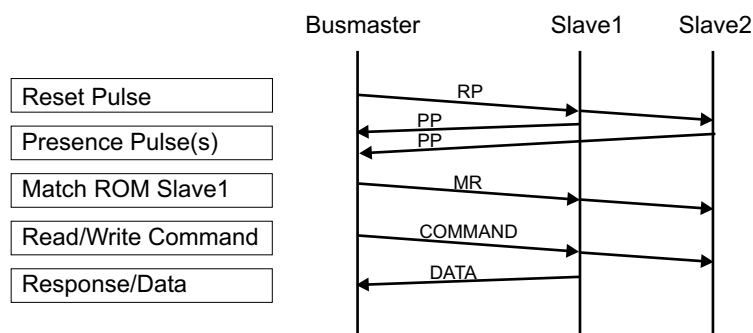 Busmaster Slave1 Slave2
Reset Pulse
RP
PP
Presence Pulse(s)
PP
Match ROM Slave1
MR
Read/Write Command
COMMAND
Response/Data
DATA